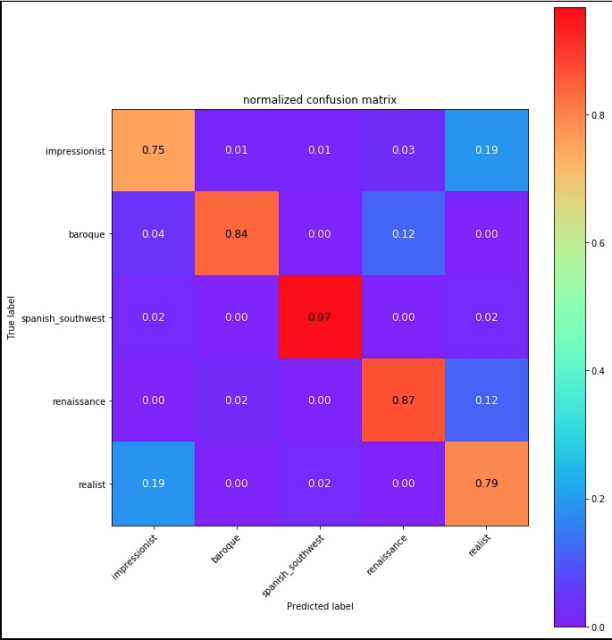 normalized confusion matrix
impressionist 0.75 0.01 0.01 0.03 0.19
baroque 0.04 0.84 0.00 0.12 0.00
spanish_southwest 0.02 0.00 0.97 0.00 0.02
renaissance 0.00 0.02 0.00 0.87 0.12
realist 0.19 0.00 0.02 0.00 0.79
True label
impressionist baroque spanish_southwest renaissance realist
Predicted label
0.8
0.6
0.4
0.2
0.0